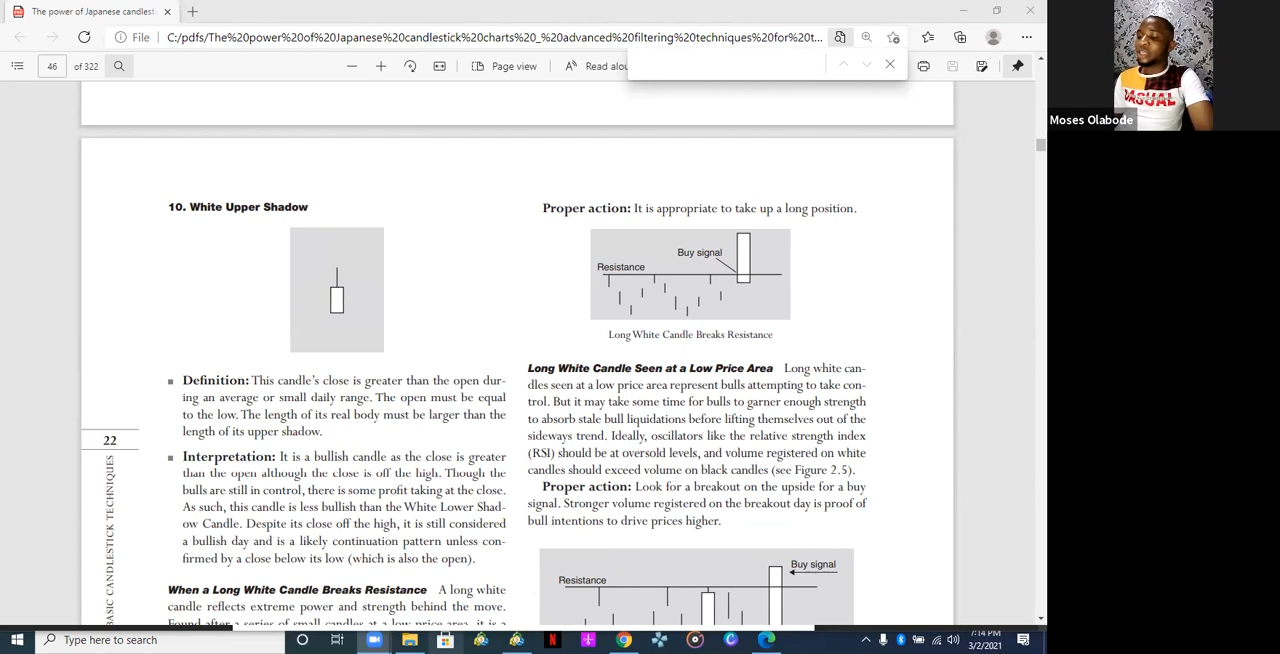 The power of Japanese candlest
File
C:/pdfs/The%20power%20of%20Japanese%20candlestick%20charts%20_%20advanced%20filtering%20techniques%20for%20t...
46
of 322
Page view
Read alou
Moses Olabode
CASUAL
10. White Upper Shadow
Definition: This candle's close is greater than the open dur-
ing an average or small daily range. The open must be equal
to the low. The length of its real body must be larger than the
length of its upper shadow.
Interpretation: It is a bullish candle as the close is greater
than the open although the close is off the high. Though the
bulls are still in control, there is some profit taking at the close.
As such, this candle is less bullish than the White Lower Shad-
ow Candle. Despite its close off the high, it is still considered
a bullish day and is a likely continuation pattern unless con-
firmed by a close below its low (which is also the open).
When a Long White Candle Breaks Resistance A long white
candle reflects extreme power and strength behind the move.
Found after a series of small candles at a low price area, it is a
22
BASIC CANDLESTICK TECHNIQUES
Proper action: It is appropriate to take up a long position.
Buy signal
Resistance
Long White Candle Breaks Resistance
Long White Candle Seen at a Low Price Area Long white can-
dles seen at a low price area represent bulls attempting to take con-
trol. But it may take some time for bulls to garner enough strength
to absorb stale bull liquidations before lifting themselves out of the
sideways trend. Ideally, oscillators like the relative strength index
(RSI) should be at oversold levels, and volume registered on white
candles should exceed volume on black candles (see Figure 2.5).
Proper action: Look for a breakout on the upside for a buy
signal. Stronger volume registered on the breakout day is proof of
bull intentions to drive prices higher.
Buy signal
Resistance
Type here to search
7:14 PM
3/2/2021